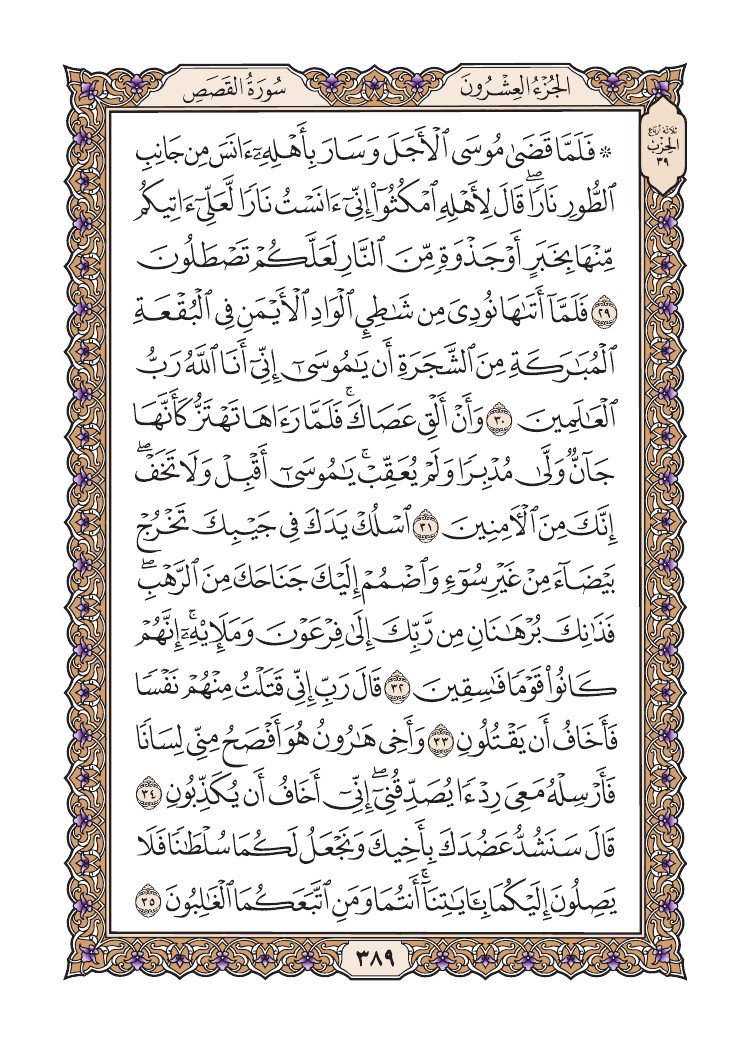 الجُزْءُ العِشْرُونَ
سُورَةُ القَصَصِ
ثلاثة أرباع
الحِزْب
٣٩
۞ فَلَمَّا قَضَىٰ مُوسَى ٱلْأَجَلَ وَسَارَ بِأَهْلِهِۦٓ ءَانَسَ مِن جَانِبِ
ٱلطُّورِ نَارًاۖ قَالَ لِأَهْلِهِ ٱمْكُثُوٓا۟ إِنِّىٓ ءَانَسْتُ نَارًا لَّعَلِّىٓ ءَاتِيكُم
مِّنْهَا بِخَبَرٍ أَوْ جَذْوَةٍ مِّنَ ٱلنَّارِ لَعَلَّكُمْ تَصْطَلُونَ
٢٩ فَلَمَّآ أَتَىٰهَا نُودِىَ مِن شَٰطِئِ ٱلْوَادِ ٱلْأَيْمَنِ فِى ٱلْبُقْعَةِ
ٱلْمُبَٰرَكَةِ مِنَ ٱلشَّجَرَةِ أَن يَٰمُوسَىٰٓ إِنِّىٓ أَنَا ٱللَّهُ رَبُّ
ٱلْعَٰلَمِينَ ٣٠ وَأَنْ أَلْقِ عَصَاكَۚ فَلَمَّا رَءَاهَا تَهْتَزُّ كَأَنَّهَا
جَآنٌّ وَلَّىٰ مُدْبِرًا وَلَمْ يُعَقِّبْۚ يَٰمُوسَىٰٓ أَقْبِلْ وَلَا تَخَفْۖ
إِنَّكَ مِنَ ٱلْءَامِنِينَ ٣١ ٱسْلُكْ يَدَكَ فِى جَيْبِكَ تَخْرُجْ
بَيْضَآءَ مِنْ غَيْرِ سُوٓءٍ وَٱضْمُمْ إِلَيْكَ جَنَاحَكَ مِنَ ٱلرَّهْبِۖ
فَذَٰنِكَ بُرْهَٰنَانِ مِن رَّبِّكَ إِلَىٰ فِرْعَوْنَ وَمَلَإِي۟هِۦٓۚ إِنَّهُمْ
كَانُوا۟ قَوْمًا فَٰسِقِينَ ٣٢ قَالَ رَبِّ إِنِّى قَتَلْتُ مِنْهُمْ نَفْسًا
فَأَخَافُ أَن يَقْتُلُونِ ٣٣ وَأَخِى هَٰرُونُ هُوَ أَفْصَحُ مِنِّى لِسَانًا
فَأَرْسِلْهُ مَعِىَ رِدْءًا يُصَدِّقُنِىٓۖ إِنِّىٓ أَخَافُ أَن يُكَذِّبُونِ ٣٤
قَالَ سَنَشُدُّ عَضُدَكَ بِأَخِيكَ وَنَجْعَلُ لَكُمَا سُلْطَٰنًا فَلَا
يَصِلُونَ إِلَيْكُمَا بِـَٔايَٰتِنَآۚ أَنتُمَا وَمَنِ ٱتَّبَعَكُمَا ٱلْغَٰلِبُونَ ٣٥
٣٨٩